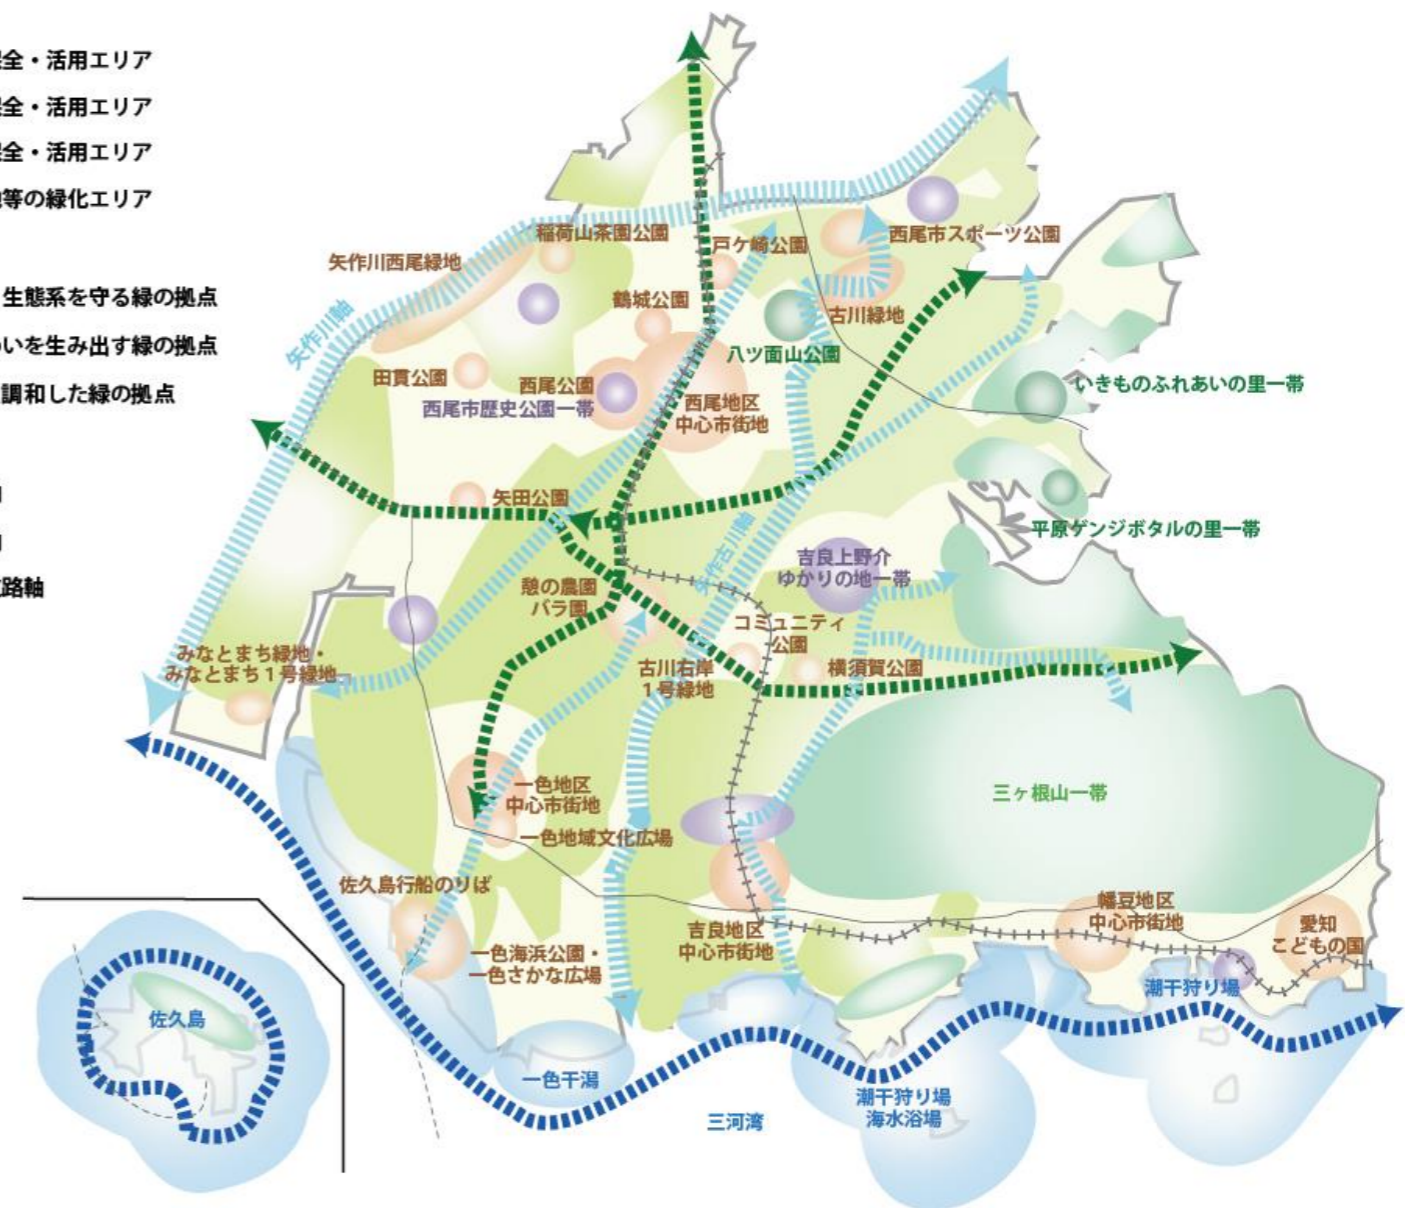 全・活用エリア
全・活用エリア
全・活用エリア
等の緑化エリア
生態系を守る緑の拠点
いを生み出す緑の拠点
調和した緑の拠点
路軸
稲荷山茶園公園
戸ケ崎公園
西尾市スポーツ公園
矢作川西尾緑地
鶴城公園
古川緑地
矢作川軸
八ツ面山公園
田貫公園
西尾公園
西尾市歴史公園一帯
西尾地区
中心市街地
いきものふれあいの里一帯
矢田公園
平原ゲンジボタルの里一帯
矢作古川軸
吉良上野介
ゆかりの地一帯
憩の農園
バラ園
コミュニティ
公園
みなとまち緑地・
みなとまち1号緑地
古川右岸
1号緑地
横須賀公園
一色地区
中心市街地
三ヶ根山一帯
一色地域文化広場
佐久島行船のりば
吉良地区
中心市街地
幡豆地区
中心市街地
愛知
こどもの国
一色海浜公園・
一色さかな広場
潮干狩り場
佐久島
一色干潟
三河湾
潮干狩り場
海水浴場